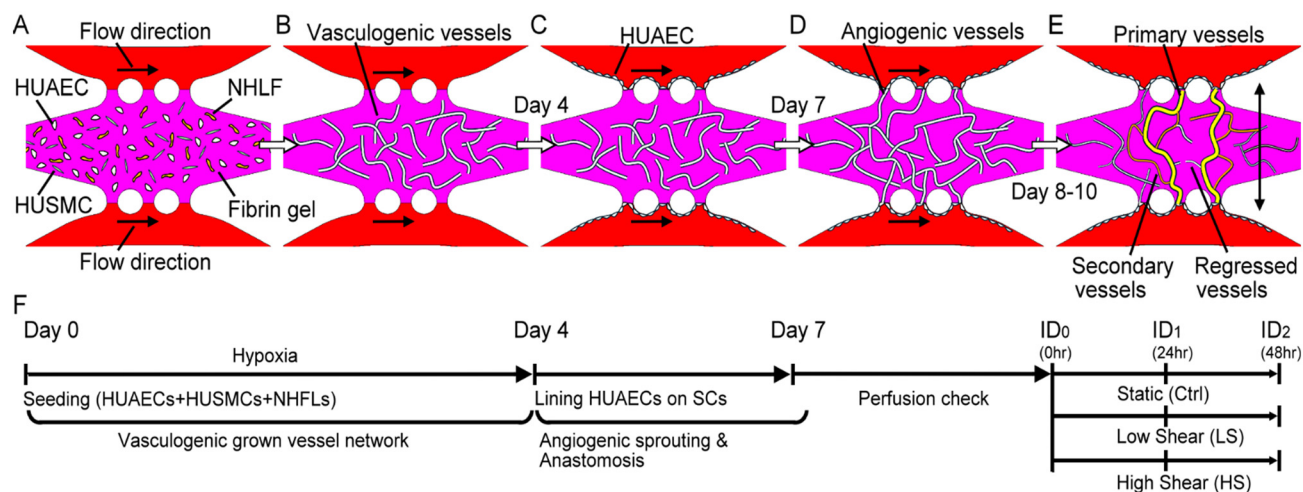 A
Flow direction
HUAEC
NHLF
HUSMC
Fibrin gel
Flow direction
B
Vasculogenic vessels
Day 4
C
HUAEC
Day 7
D
Angiogenic vessels
Day 8-10
E
Primary vessels
Secondary
vessels
Regressed
vessels
F
Day 0
Day 4
Day 7
ID0
(0hr)
ID1
(24hr)
ID2
(48hr)
Hypoxia
Seeding (HUAECs+HUSMCs+NHFLs)
Lining HUAECs on SCs
Perfusion check
Static (Ctrl)
Vasculogenic grown vessel network
Angiogenic sprouting &
Anastomosis
Low Shear (LS)
High Shear (HS)